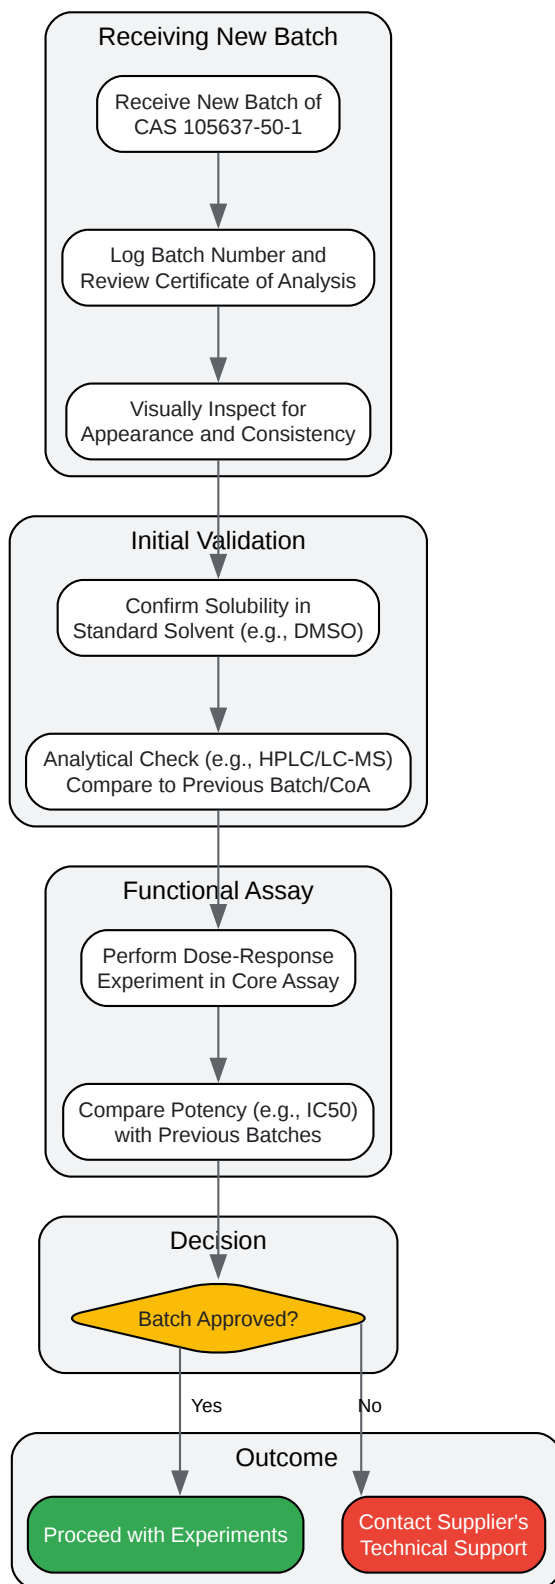 Receiving New Batch
Receive New Batch of
CAS 105637-50-1
Log Batch Number and
Review Certificate of Analysis
Visually Inspect for
Appearance and Consistency
Initial Validation
Confirm Solubility in
Standard Solvent (e.g., DMSO)
Analytical Check (e.g., HPLC/LC-MS)
Compare to Previous Batch/CoA
Functional Assay
Perform Dose-Response
Experiment in Core Assay
Compare Potency (e.g., IC50)
with Previous Batches
Decision
Batch Approved?
Yes
No
Outcome
Proceed with Experiments
Contact Supplier's
Technical Support